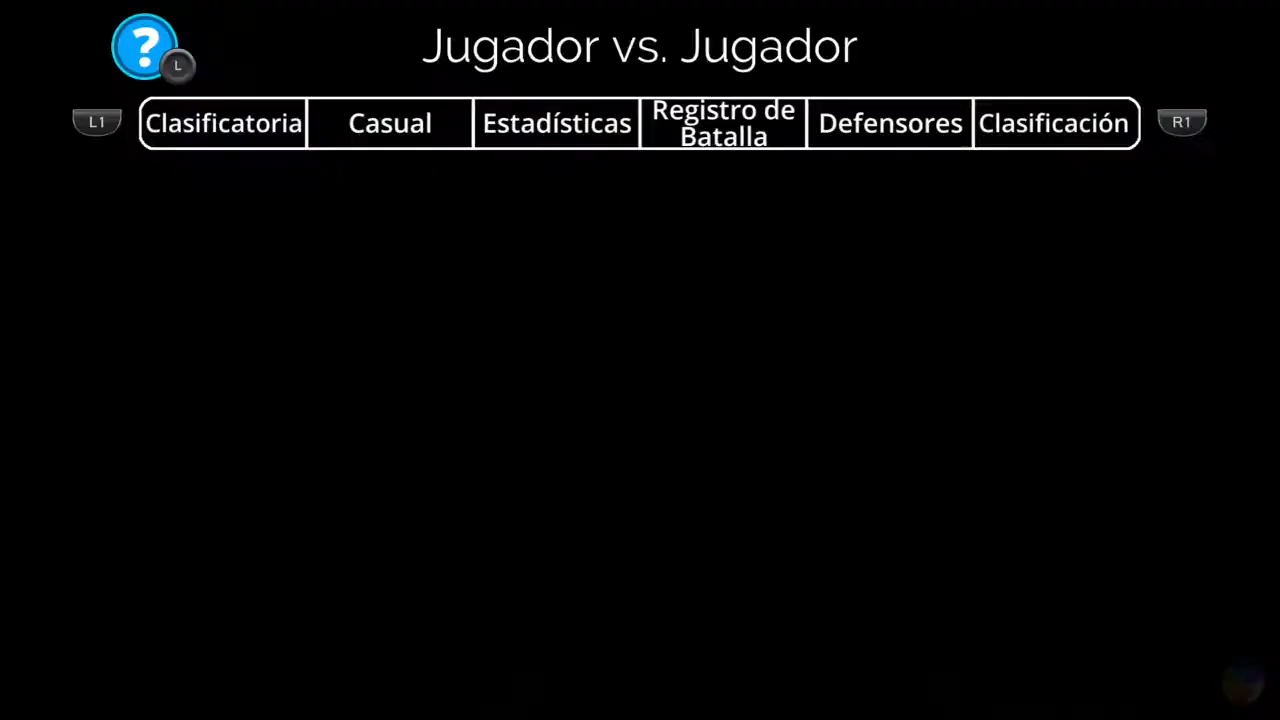 ?
L
Jugador vs. Jugador
L1
Clasificatoria
Casual
Estadísticas
Registro de
Batalla
Defensores
Clasificación
R1